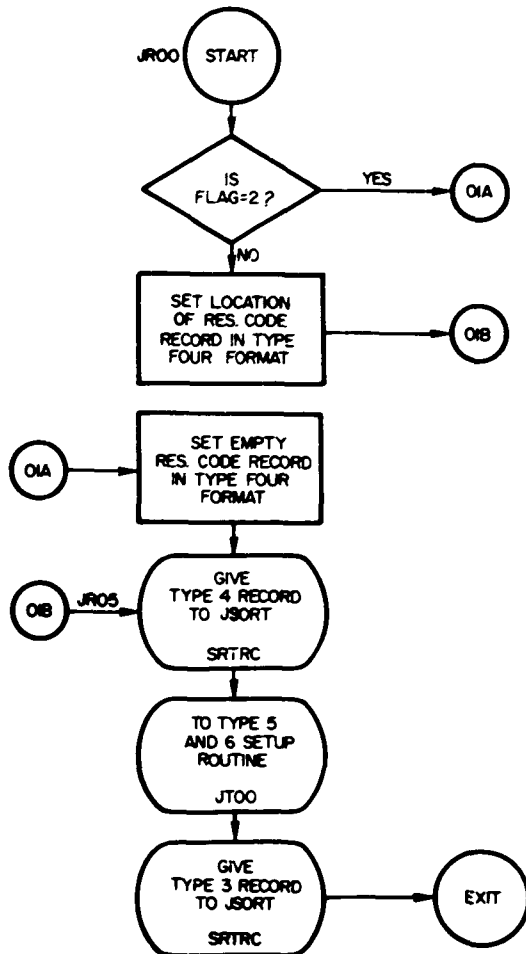 JR00
START
IS
FLAG=2?
YES
01A
NO
SET LOCATION
OF RES. CODE
RECORD IN TYPE
FOUR FORMAT
01B
01A
SET EMPTY
RES. CODE RECORD
IN TYPE FOUR
FORMAT
01B
JR05
GIVE
TYPE 4 RECORD
TO JSORT
SRTRC
TO TYPE 5
AND 6 SETUP
ROUTINE
JT00
GIVE
TYPE 3 RECORD
TO JSORT
SRTRC
EXIT